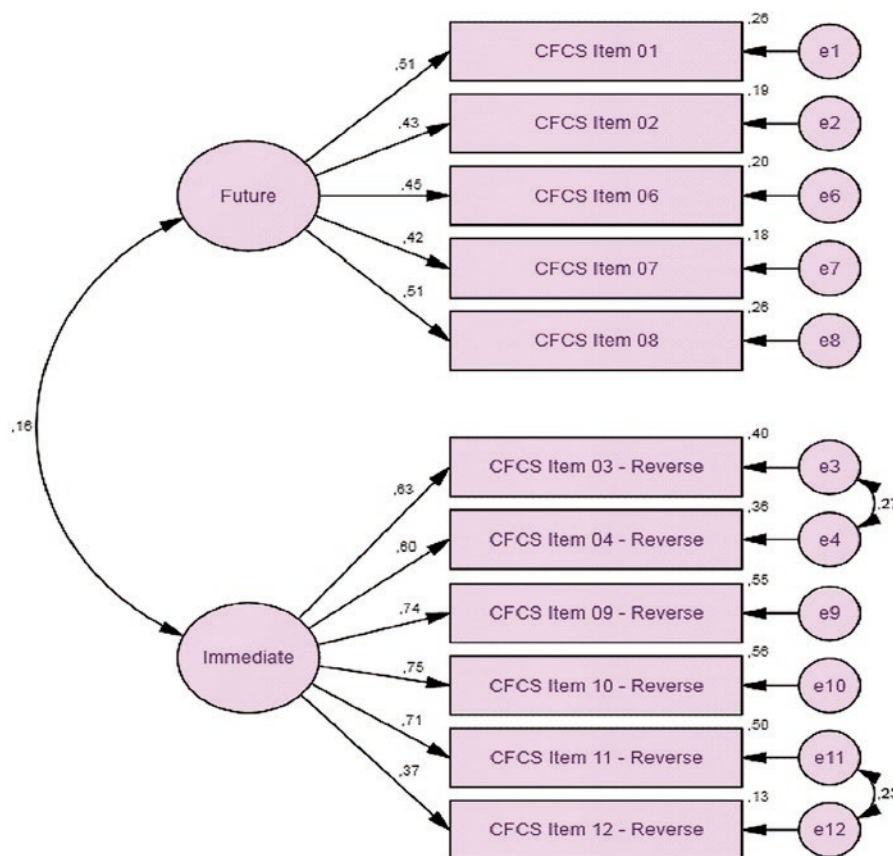 ,26
CFCS Item 01
e1
,51
,19
CFCS Item 02
e2
,43
,20
Future
CFCS Item 06
e6
,45
,18
CFCS Item 07
e7
,42
,26
CFCS Item 08
e8
,51
,16
,40
CFCS Item 03 - Reverse
e3
,63
,27
,36
CFCS Item 04 - Reverse
e4
,60
,55
CFCS Item 09 - Reverse
e9
,74
,56
Immediate
CFCS Item 10 - Reverse
e10
,75
,50
CFCS Item 11 - Reverse
e11
,71
,23
,13
CFCS Item 12 - Reverse
e12
,37